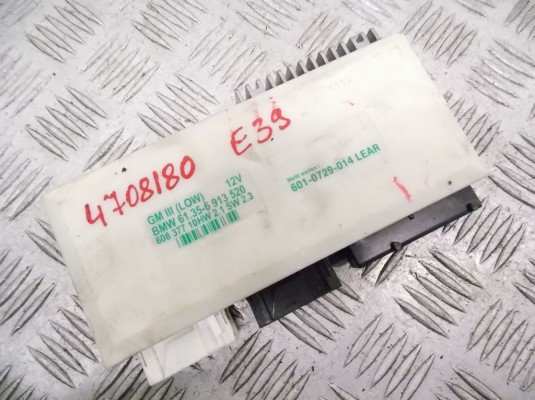 4708180 E39
GM III (LOW) 12V
BMW 61.35-6 913 520
608 377 10HW 2.1 SW 2.3
601-0729-014 LEAR